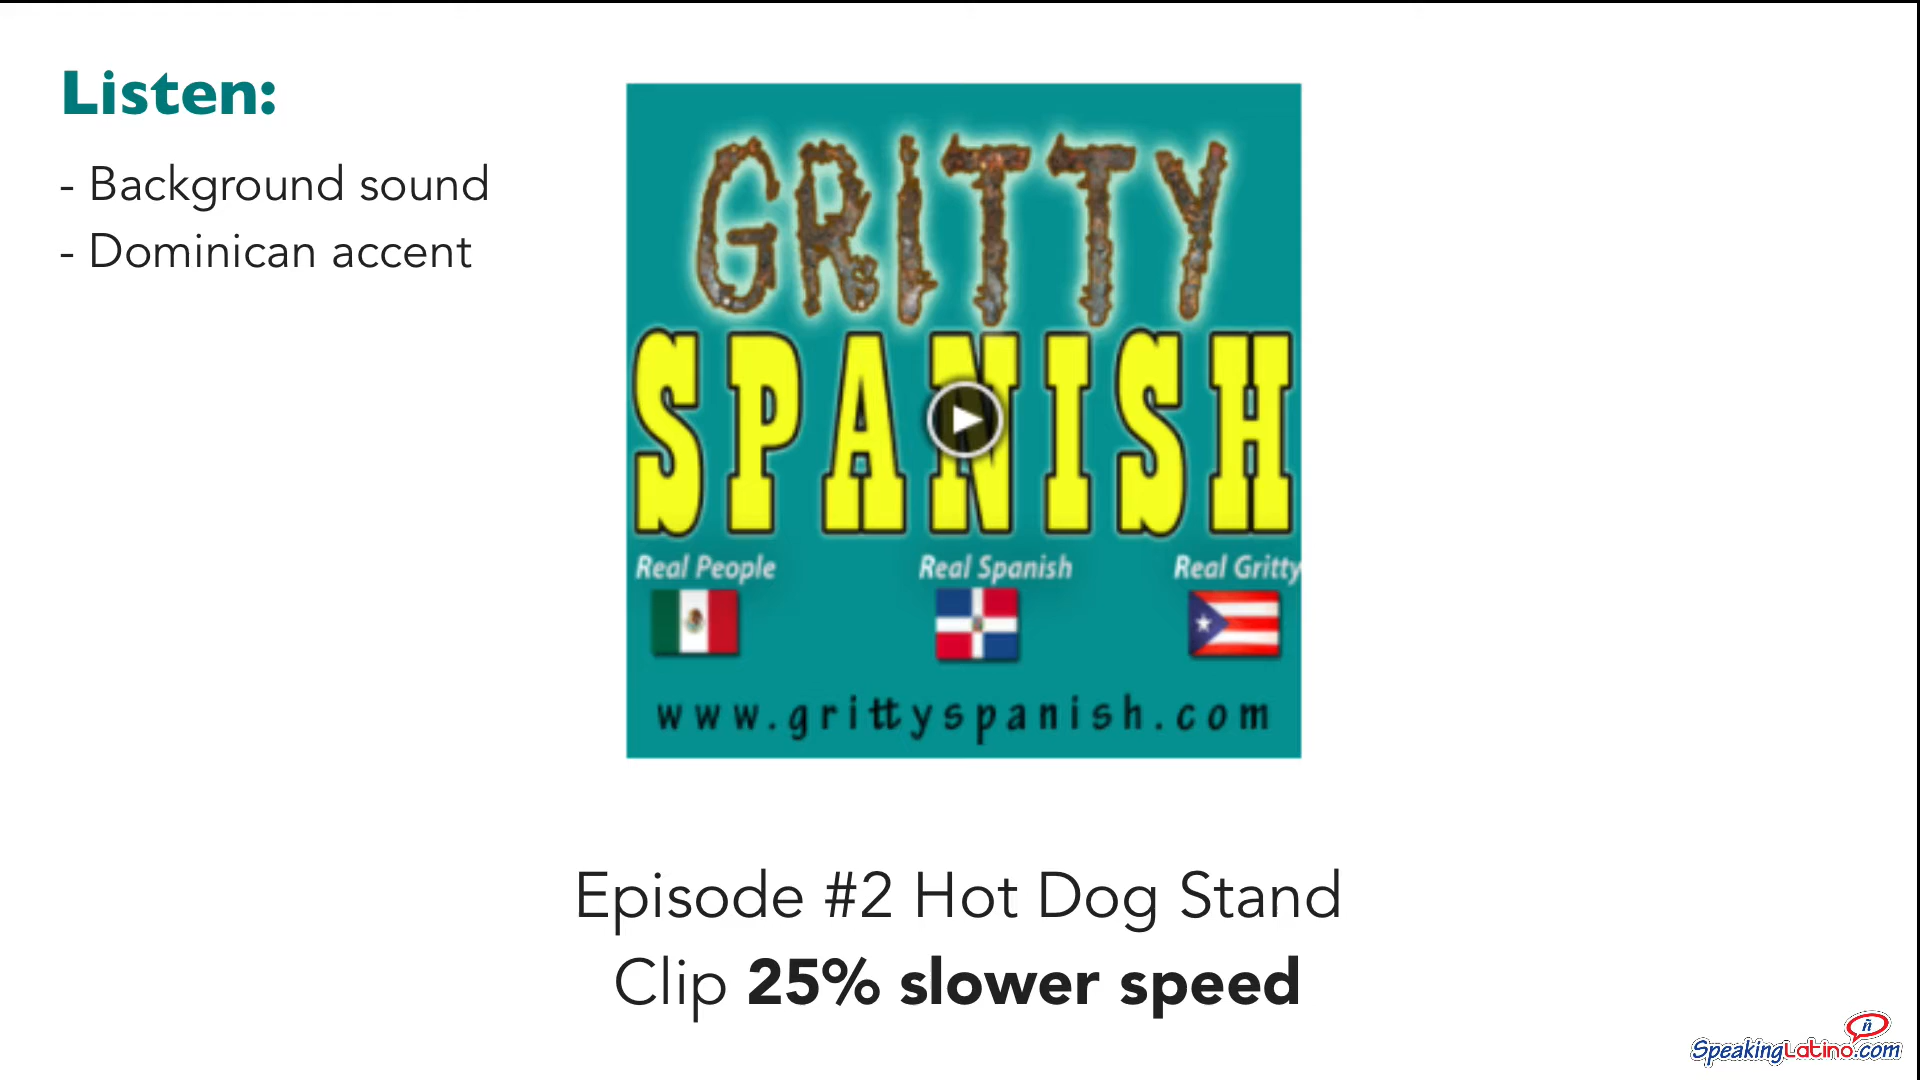 Listen:
- Background sound
- Dominican accent
GRITTY
SPANISH
Real People Real Spanish Real Gritty
www.grittyspanish.com
Episode #2 Hot Dog Stand
Clip 25% slower speed
ñ
SpeakingLatino.com